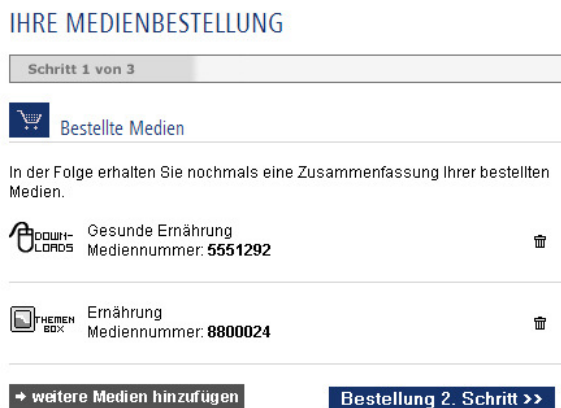 IHRE MEDIENBESTELLUNG
Schritt 1 von 3
Bestellte Medien
In der Folge erhalten Sie nochmals eine Zusammenfassung Ihrer bestellten
Medien.
DOWN-
LOADS
Gesunde Ernährung
Mediennummer: 5551292
THEMEN
BOX
Ernährung
Mediennummer: 8800024
➔ weitere Medien hinzufügen
Bestellung 2. Schritt >>